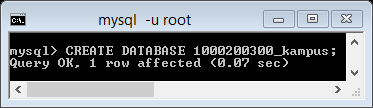 mysql -u root
mysql> CREATE DATABASE 1000200300_kampus;
Query OK, 1 row affected (0.07 sec)